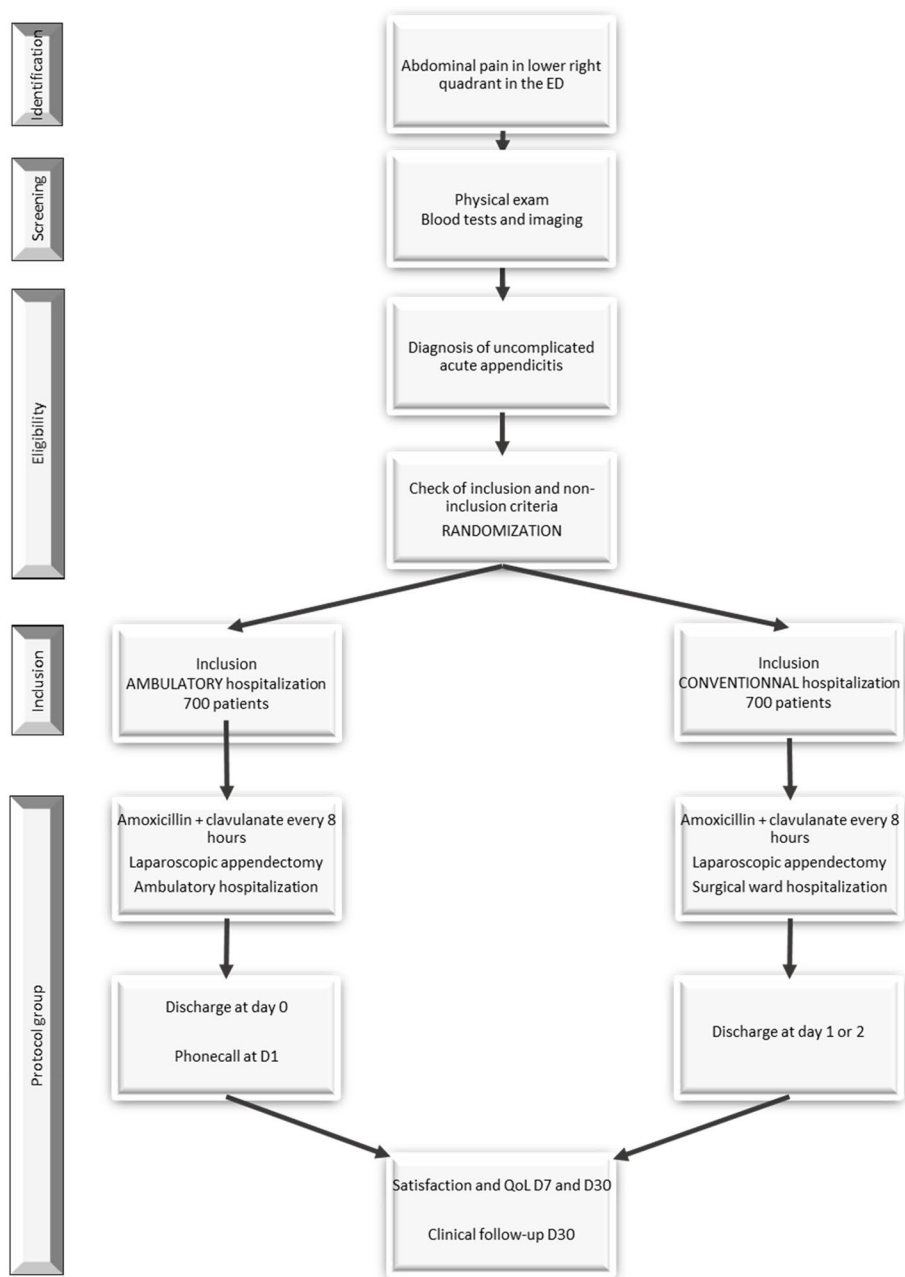 Identification
Abdominal pain in lower right
quadrant in the ED
Screening
Physical exam
Blood tests and imaging
Eligibility
Diagnosis of uncomplicated
acute appendicitis
Check of inclusion and non-
inclusion criteria
RANDOMIZATION
Inclusion
Inclusion
AMBULATORY hospitalization
700 patients
Inclusion
CONVENTIONNAL hospitalization
700 patients
Protocol group
Amoxicillin + clavulanate every 8
hours
Laparoscopic appendectomy
Ambulatory hospitalization
Amoxicillin + clavulanate every 8
hours
Laparoscopic appendectomy
Surgical ward hospitalization
Discharge at day 0
Phonecall at D1
Discharge at day 1 or 2
Satisfaction and QoL D7 and D30
Clinical follow-up D30